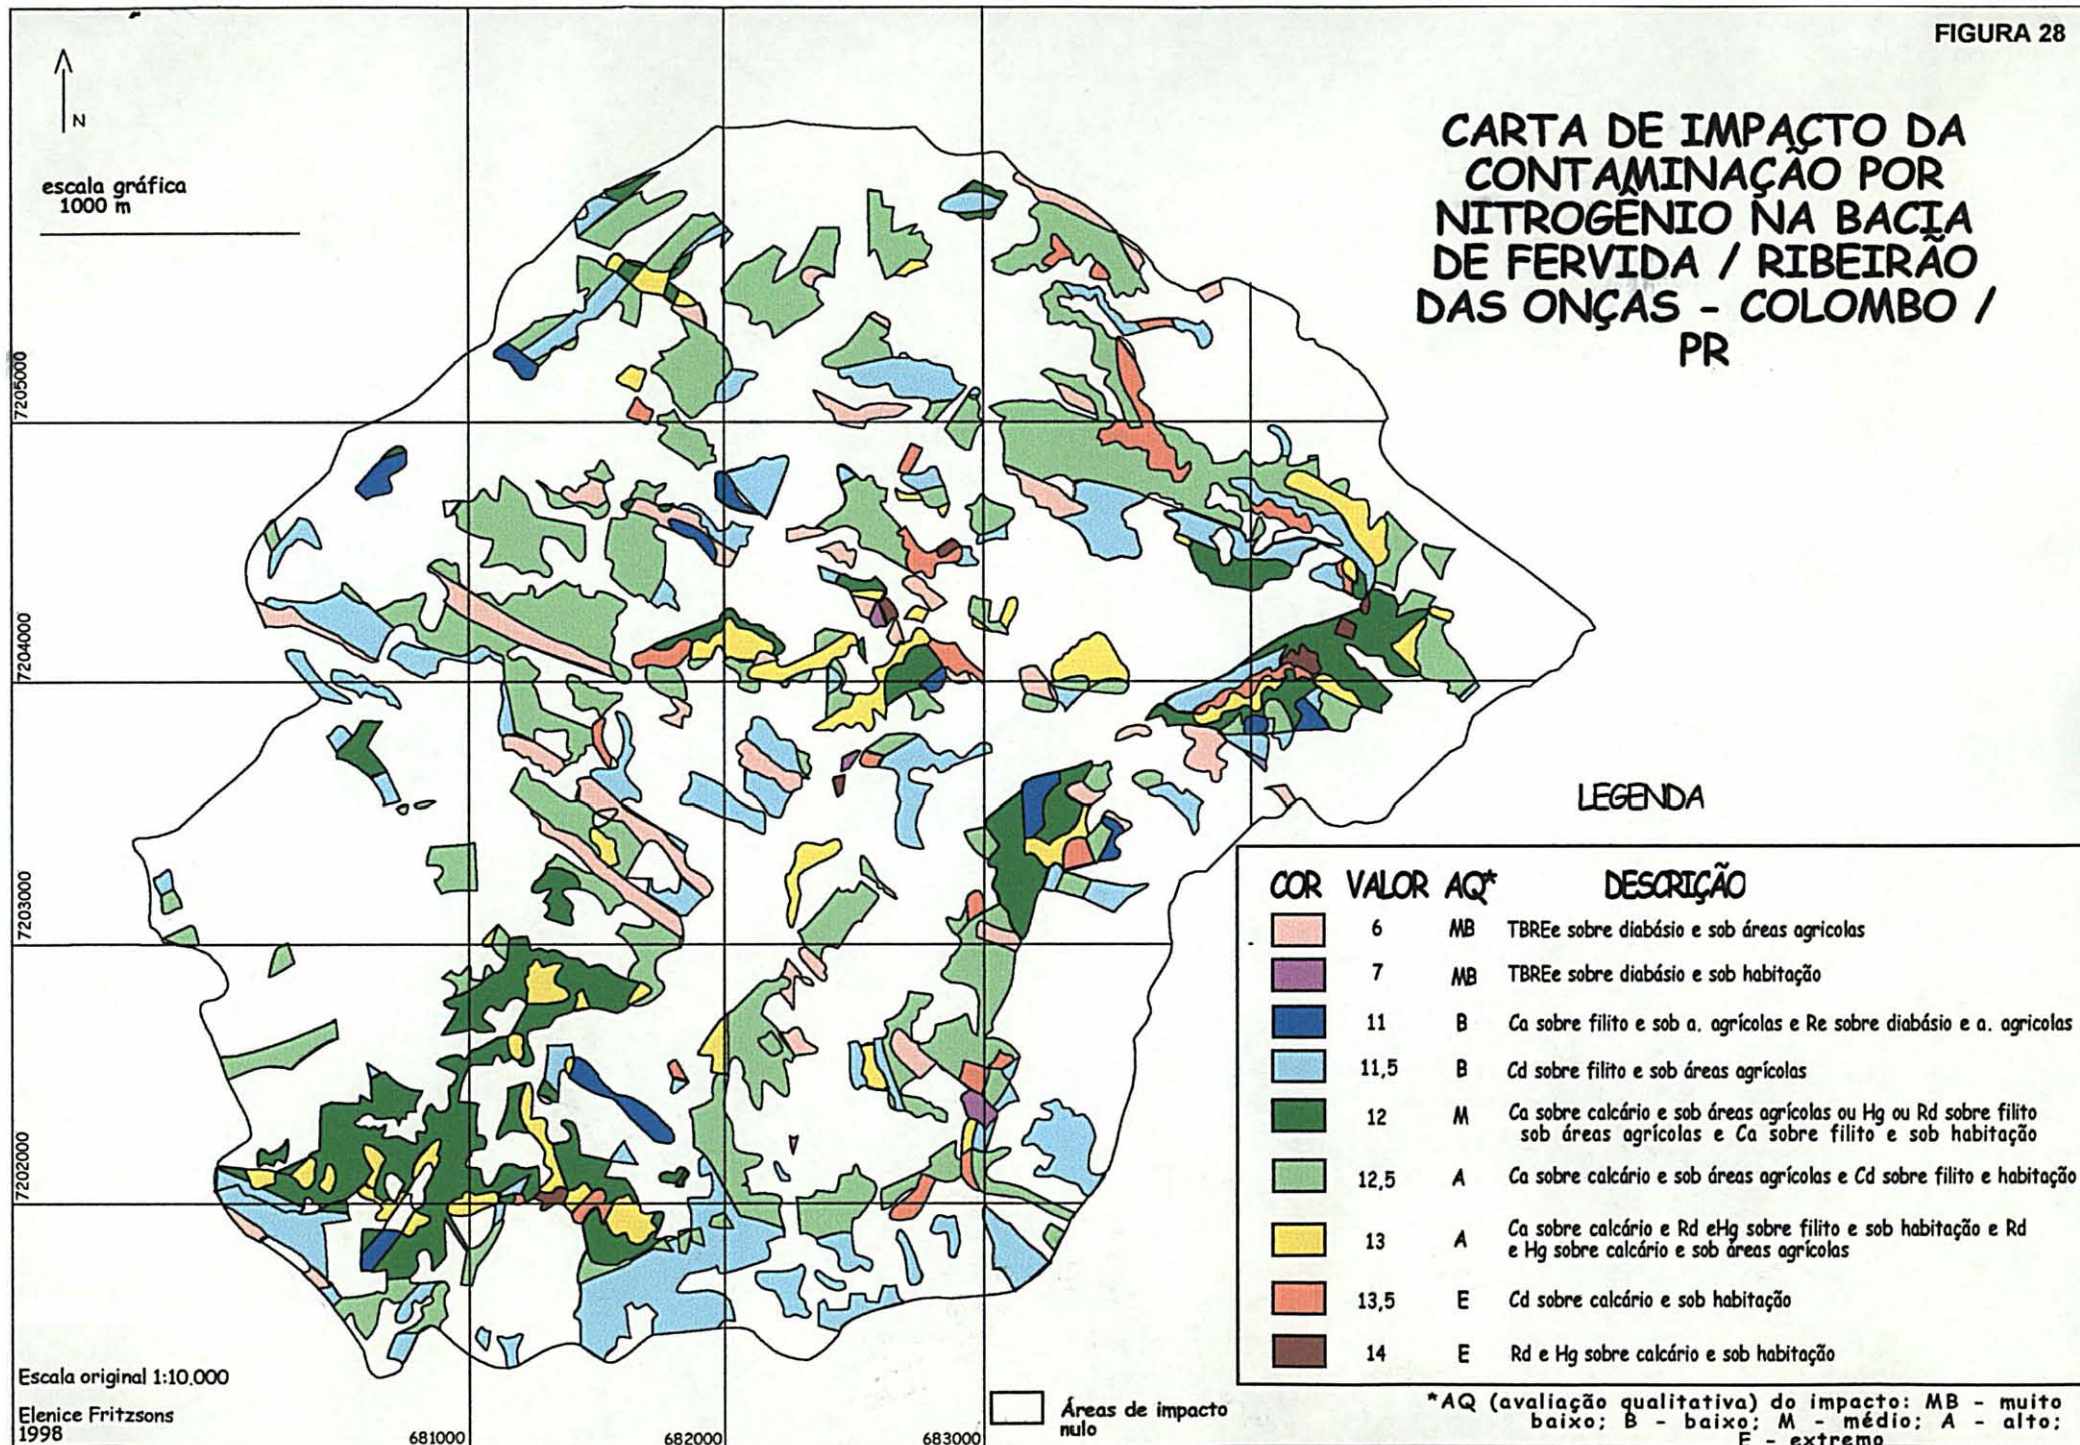 FIGURA 28
N
escala gráfica
1000 m
CARTA DE IMPACTO DA
CONTAMINAÇÃO POR
NITROGÊNIO NA BACIA
DE FERVIDA / RIBEIRÃO
DAS ONÇAS - COLOMBO /
PR
7205000
7204000
7203000
7202000
LEGENDA
COR VALOR AQ* DESCRIÇÃO
6 MB TBREe sobre diabásio e sob áreas agricolas
7 MB TBREe sobre diabásio e sob habitação
11 B Ca sobre filito e sob a. agrícolas e Re sobre diabásio e a. agricolas
11,5 B Cd sobre filito e sob áreas agrícolas
12 M Ca sobre calcário e sob áreas agrícolas ou Hg ou Rd sobre filito
sob áreas agrícolas e Ca sobre filito e sob habitação
12,5 A Ca sobre calcário e sob áreas agrícolas e Cd sobre filito e habitação
13 A Ca sobre calcário e Rd eHg sobre filito e sob habitação e Rd
e Hg sobre calcário e sob áreas agrícolas
13,5 E Cd sobre calcário e sob habitação
14 E Rd e Hg sobre calcário e sob habitação
Escala original 1:10.000
Elenice Fritzsons
1998
681000
682000
683000
Áreas de impacto
nulo
*AQ (avaliação qualitativa) do impacto: MB - muito
baixo; B - baixo; M - médio; A - alto;
E - extremo